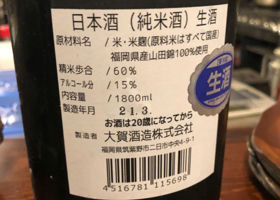 日本酒(純米酒)生酒
原材料名 / 米・米麹(原料米はすべて国産)
福岡県産山田錦100%使用
精米歩合 / 60%
アルコール分 / 15%
内容量 / 1800ml
製造年月 21.3.
お酒は20歳になってから
製造者 大賀酒造株式会社
福岡県筑紫野市二日市中央4-9-1
4516781115698
生酒